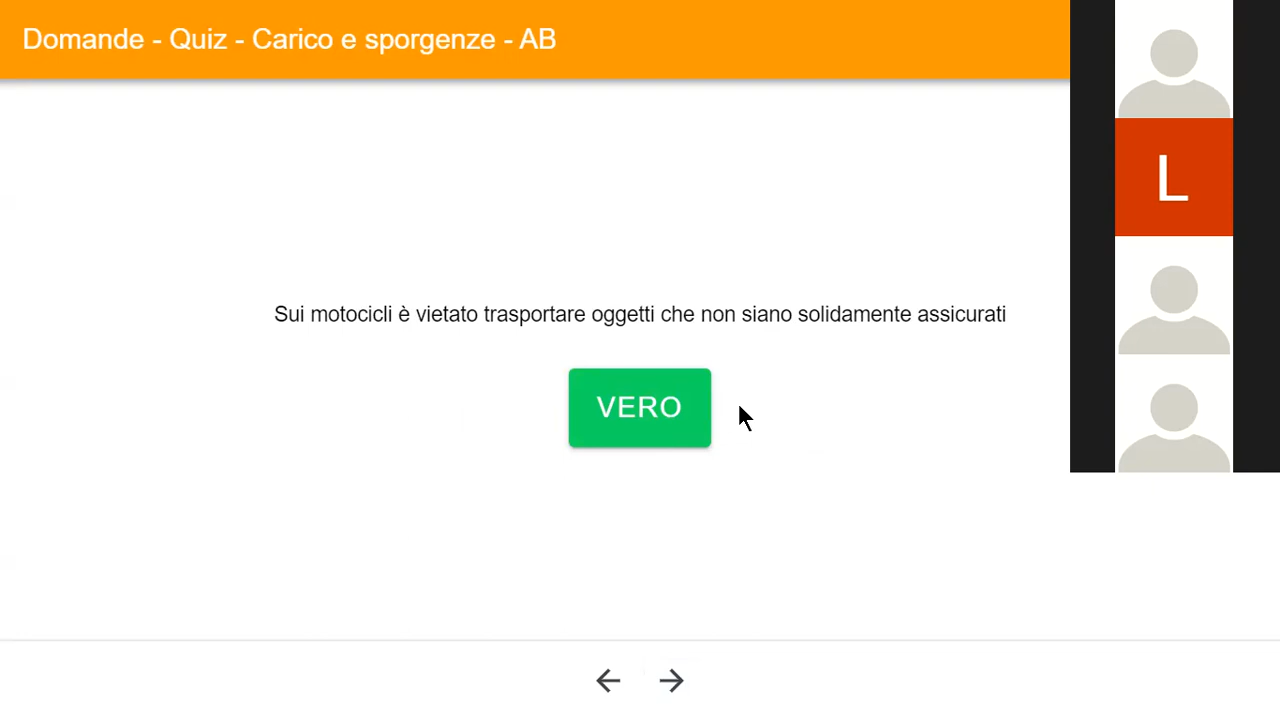 Domande - Quiz - Carico e sporgenze - AB
L
Sui motocicli è vietato trasportare oggetti che non siano solidamente assicurati
VERO